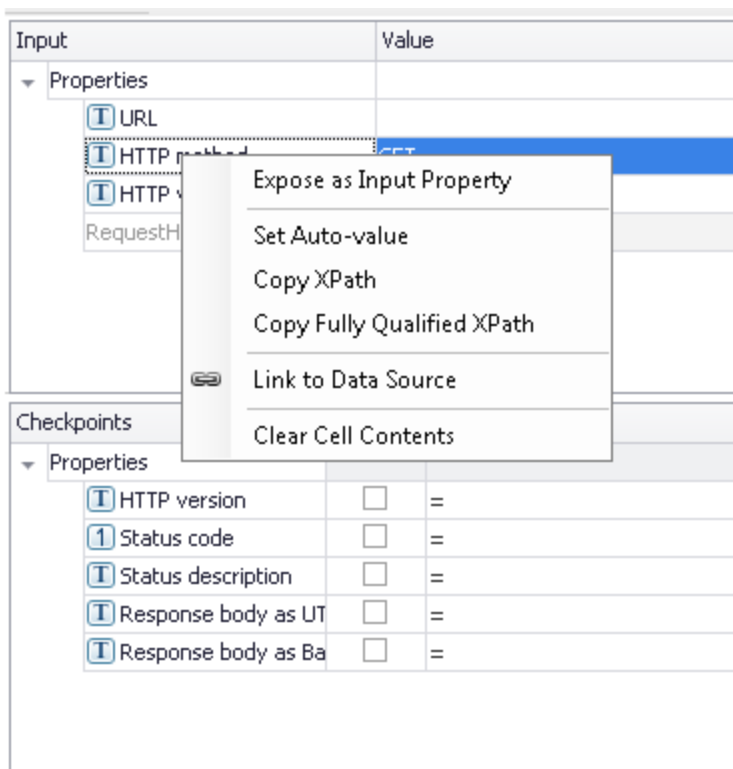 Input Value
Properties
T URL
T HTTP method GET
T HTTP
RequestH
Expose as Input Property
Set Auto-value
Copy XPath
Copy Fully Qualified XPath
Link to Data Source
Clear Cell Contents
Checkpoints
Properties
T HTTP version =
1 Status code =
T Status description =
T Response body as UT =
T Response body as Ba =